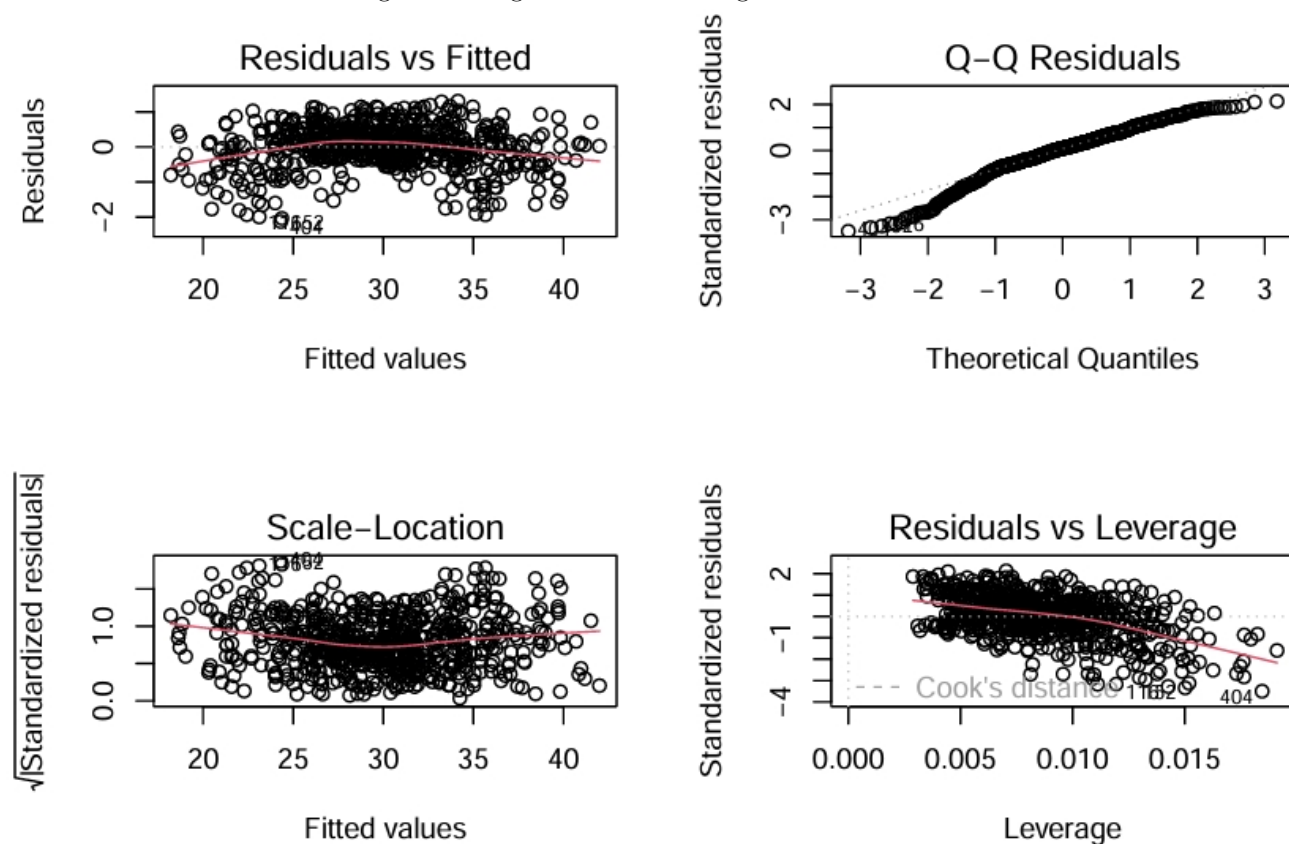 Residuals vs Fitted
Residuals
0
−2
20 25 30 35 40
Fitted values
Q−Q Residuals
Standardized residuals
2
0
−3
−3 −2 −1 0 1 2 3
Theoretical Quantiles
Scale−Location
√|Standardized residuals|
1.0
0.0
20 25 30 35 40
Fitted values
Residuals vs Leverage
Standardized residuals
2
−1
−4
Cook's distance
404
0.000 0.005 0.010 0.015
Leverage